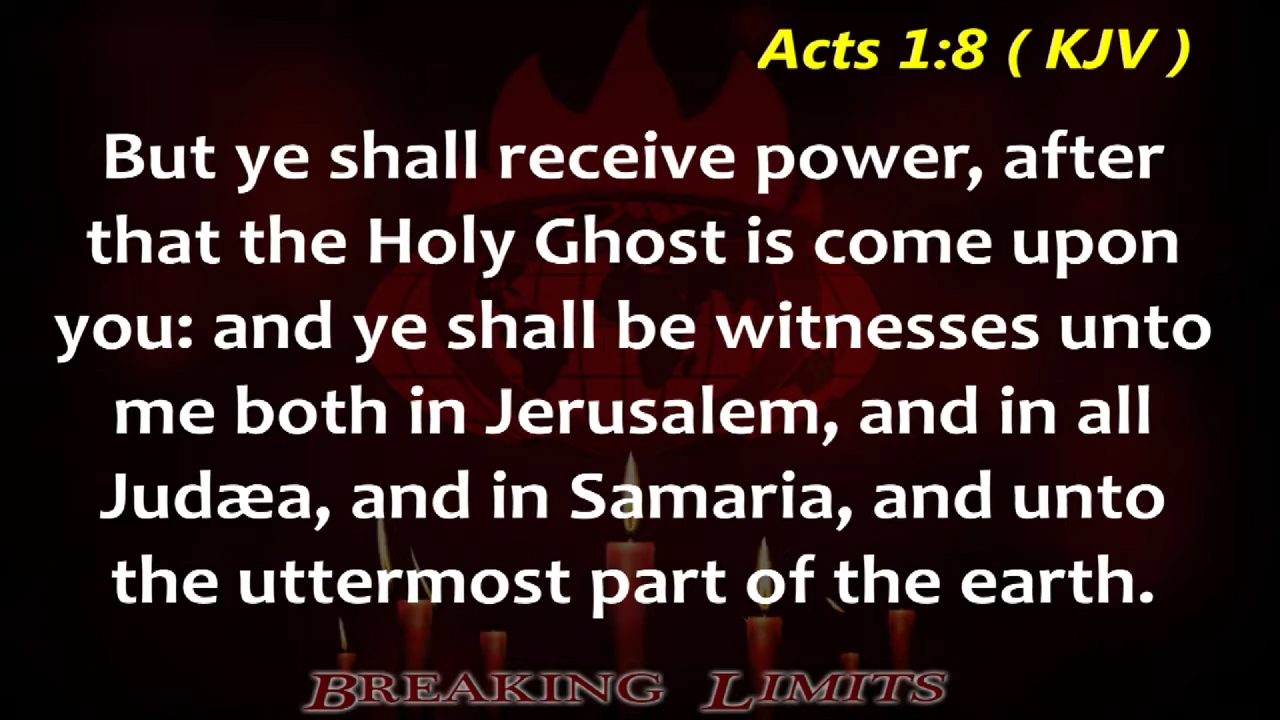 Acts 1:8 ( KJV )
But ye shall receive power, after
that the Holy Ghost is come upon
you: and ye shall be witnesses unto
me both in Jerusalem, and in all
Judæa, and in Samaria, and unto
the uttermost part of the earth.
BREAKING LIMITS